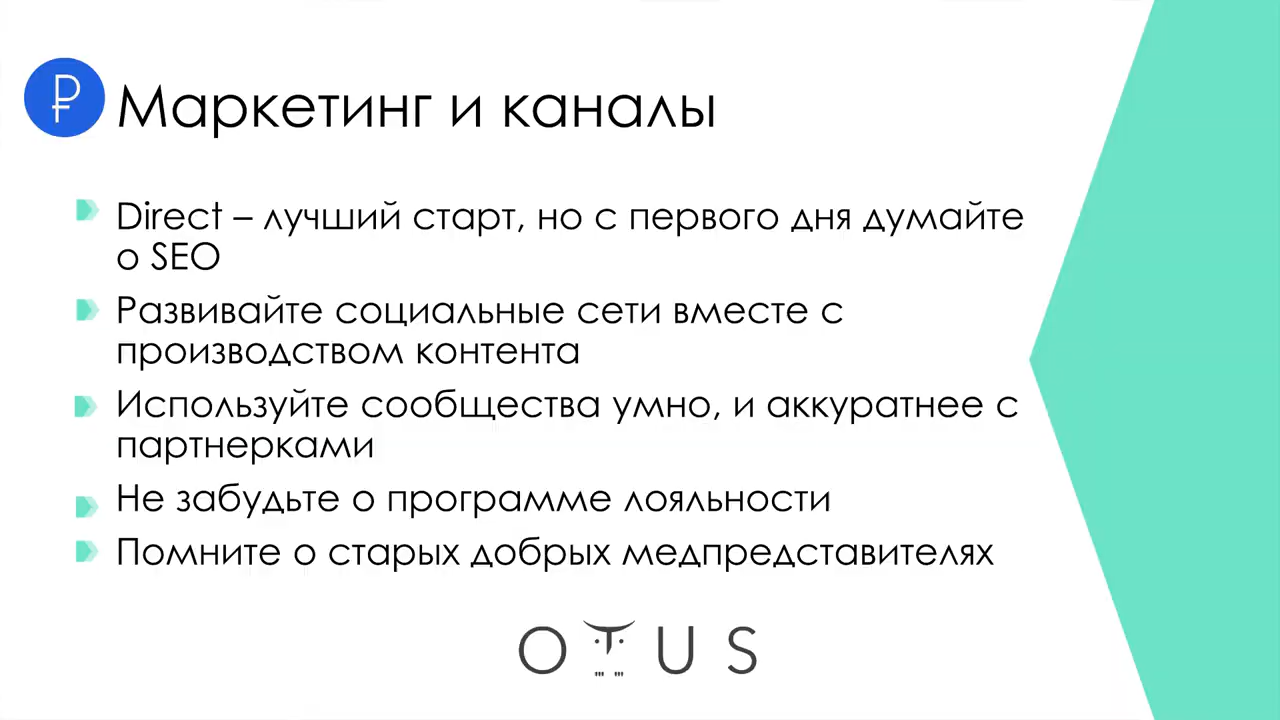 ₽
Маркетинг и каналы
Direct – лучший старт, но с первого дня думайте
о SEO
Развивайте социальные сети вместе с
производством контента
Используйте сообщества умно, и аккуратнее с
партнерками
Не забудьте о программе лояльности
Помните о старых добрых медпредставителях
OTUS